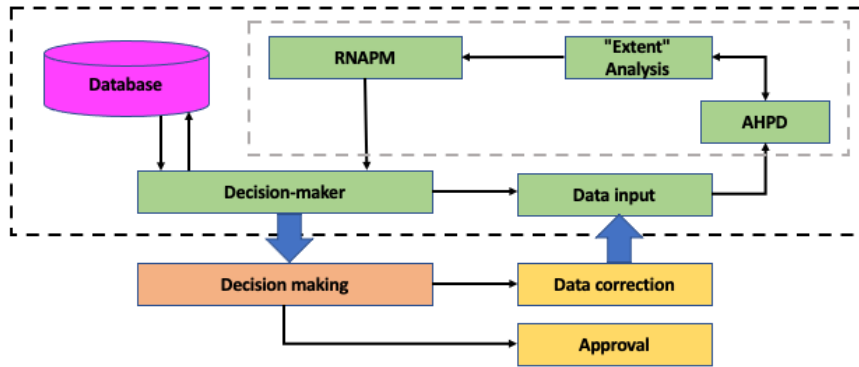 RNAPM
"Extent"
Analysis
Database
AHPD
Decision-maker
Data input
Decision making
Data correction
Approval